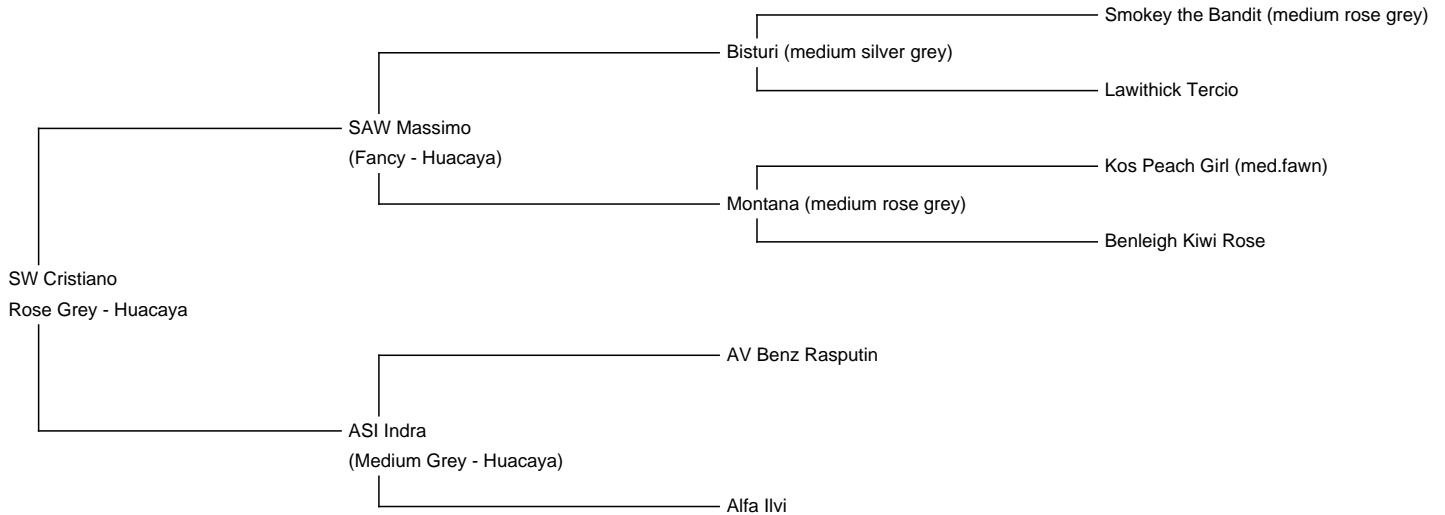 Smokey the Bandit (medium rose grey)
Bisturi (medium silver grey)
Lawithick Tercio
SAW Massimo
(Fancy - Huacaya)
Kos Peach Girl (med.fawn)
Montana (medium rose grey)
Benleigh Kiwi Rose
SW Cristiano
Rose Grey - Huacaya
AV Benz Rasputin
ASI Indra
(Medium Grey - Huacaya)
Alfa Ilvi